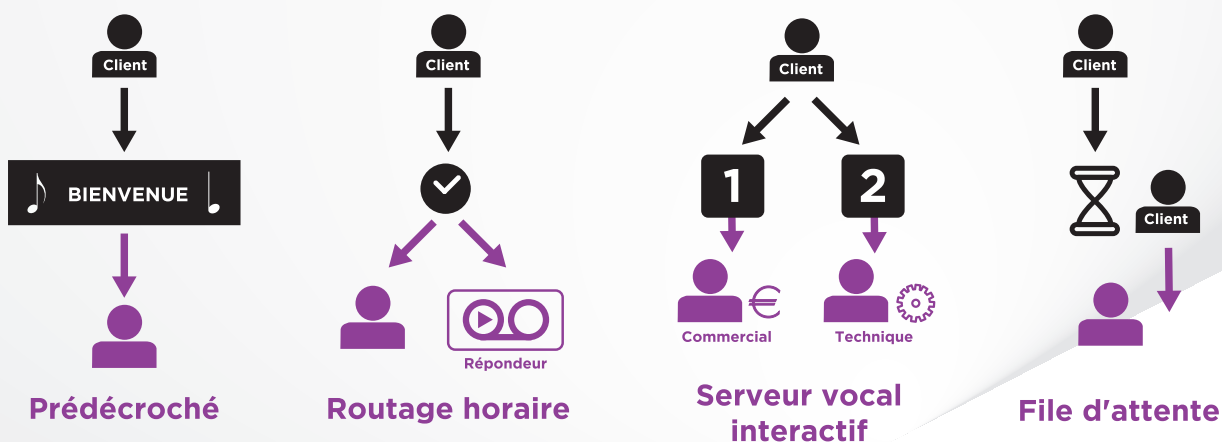 Client
BIENVENUE
Prédécroché
Client
Répondeur
Routage horaire
Client
1
2
Commercial
Technique
Serveur vocal
interactif
Client
Client
File d'attente